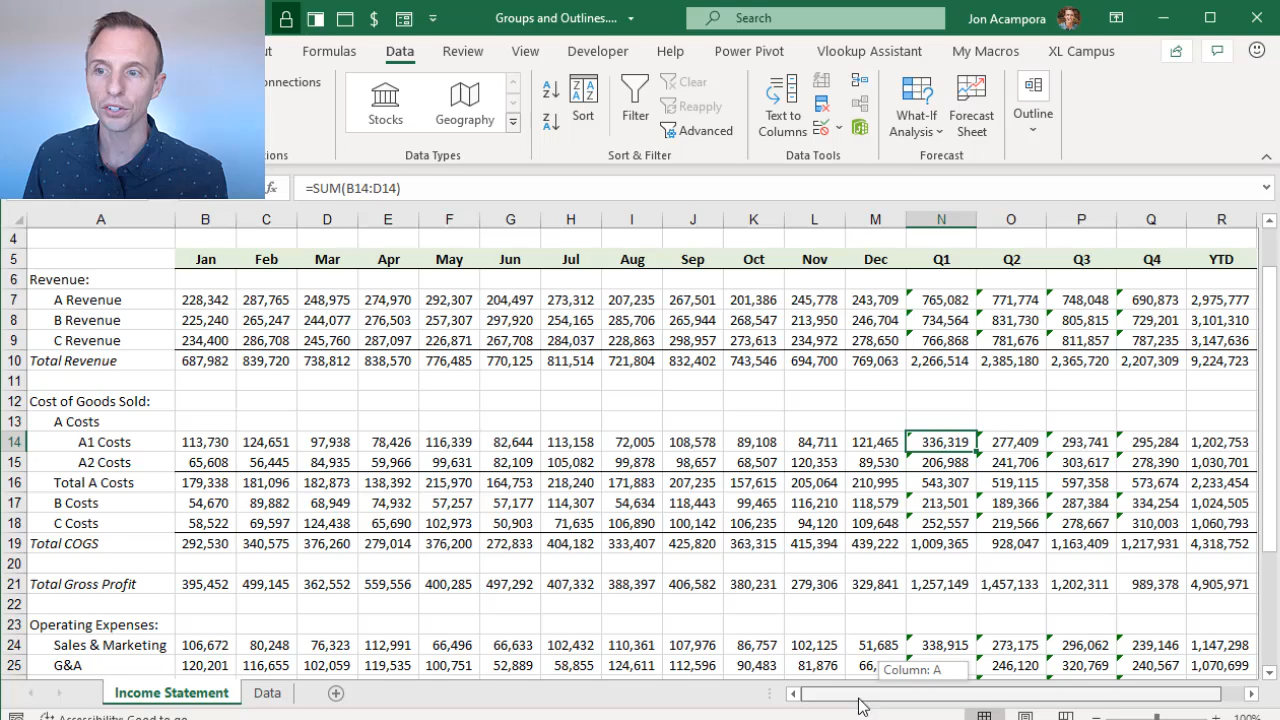 $ Groups and Outlines.... Search Jon Acampora
Formulas Data Review View Developer Help Power Pivot Vlookup Assistant My Macros XL Campus
Stocks Geography Sort Filter Clear Reapply Advanced Text to Columns What-If Analysis Forecast Sheet Outline
Data Types Sort & Filter Data Tools Forecast
fx =SUM(B14:D14)
A B C D E F G H I J K L M N O P Q R
4
5 Jan Feb Mar Apr May Jun Jul Aug Sep Oct Nov Dec Q1 Q2 Q3 Q4 YTD
6 Revenue:
7 A Revenue 228,342 287,765 248,975 274,970 292,307 204,497 273,312 207,235 267,501 201,386 245,778 243,709 765,082 771,774 748,048 690,873 2,975,777
8 B Revenue 225,240 265,247 244,077 276,503 257,307 297,920 254,165 285,706 265,944 268,547 213,950 246,704 734,564 831,730 805,815 729,201 3,101,310
9 C Revenue 234,400 286,708 245,760 287,097 226,871 267,708 284,037 228,863 298,957 273,613 234,972 278,650 766,868 781,676 811,857 787,235 3,147,636
10 Total Revenue 687,982 839,720 738,812 838,570 776,485 770,125 811,514 721,804 832,402 743,546 694,700 769,063 2,266,514 2,385,180 2,365,720 2,207,309 9,224,723
11
12 Cost of Goods Sold:
13 A Costs
14 A1 Costs 113,730 124,651 97,938 78,426 116,339 82,644 113,158 72,005 108,578 89,108 84,711 121,465 336,319 277,409 293,741 295,284 1,202,753
15 A2 Costs 65,608 56,445 84,935 59,966 99,631 82,109 105,082 99,878 98,657 68,507 120,353 89,530 206,988 241,706 303,617 278,390 1,030,701
16 Total A Costs 179,338 181,096 182,873 138,392 215,970 164,753 218,240 171,883 207,235 157,615 205,064 210,995 543,307 519,115 597,358 573,674 2,233,454
17 B Costs 54,670 89,882 68,949 74,932 57,257 57,177 114,307 54,634 118,443 99,465 116,210 118,579 213,501 189,366 287,384 334,254 1,024,505
18 C Costs 58,522 69,597 124,438 65,690 102,973 50,903 71,635 106,890 100,142 106,235 94,120 109,648 252,557 219,566 278,667 310,003 1,060,793
19 Total COGS 292,530 340,575 376,260 279,014 376,200 272,833 404,182 333,407 425,820 363,315 415,394 439,222 1,009,365 928,047 1,163,409 1,217,931 4,318,752
20
21 Total Gross Profit 395,452 499,145 362,552 559,556 400,285 497,292 407,332 388,397 406,582 380,231 279,306 329,841 1,257,149 1,457,133 1,202,311 989,378 4,905,971
22
23 Operating Expenses:
24 Sales & Marketing 106,672 80,248 76,323 112,991 66,496 66,633 102,432 110,361 107,976 86,757 102,125 51,685 338,915 273,175 296,062 239,146 1,147,298
25 G&A 120,201 116,655 102,059 119,535 100,751 52,889 58,855 124,611 112,596 90,483 81,876 66, 246,120 320,769 240,567 1,070,699
Column: A
Income Statement Data
100%